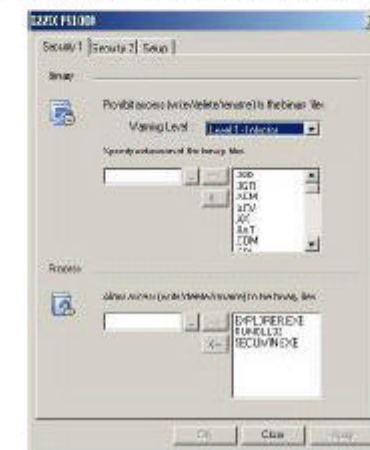 Security 1 Security 2 Setup
Binary
Prohibit access (write/delete/rename) to the binary files
Warning Level
Specify extensions of the binary files
386
ACM
AX
BAT
COM
Process
Allow access (write/delete/rename) to the binary files
EXPLORER.EXE
RUNDLL32
SECUWIN.EXE
OK Close Apply